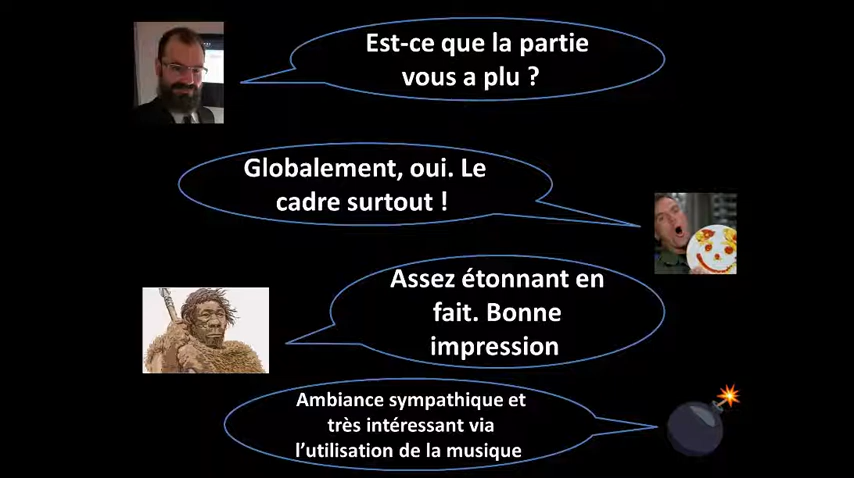 Est-ce que la partie
vous a plu ?
Globalement, oui. Le
cadre surtout !
Assez étonnant en
fait. Bonne
impression
Ambiance sympathique et
très intéressant via
l’utilisation de la musique